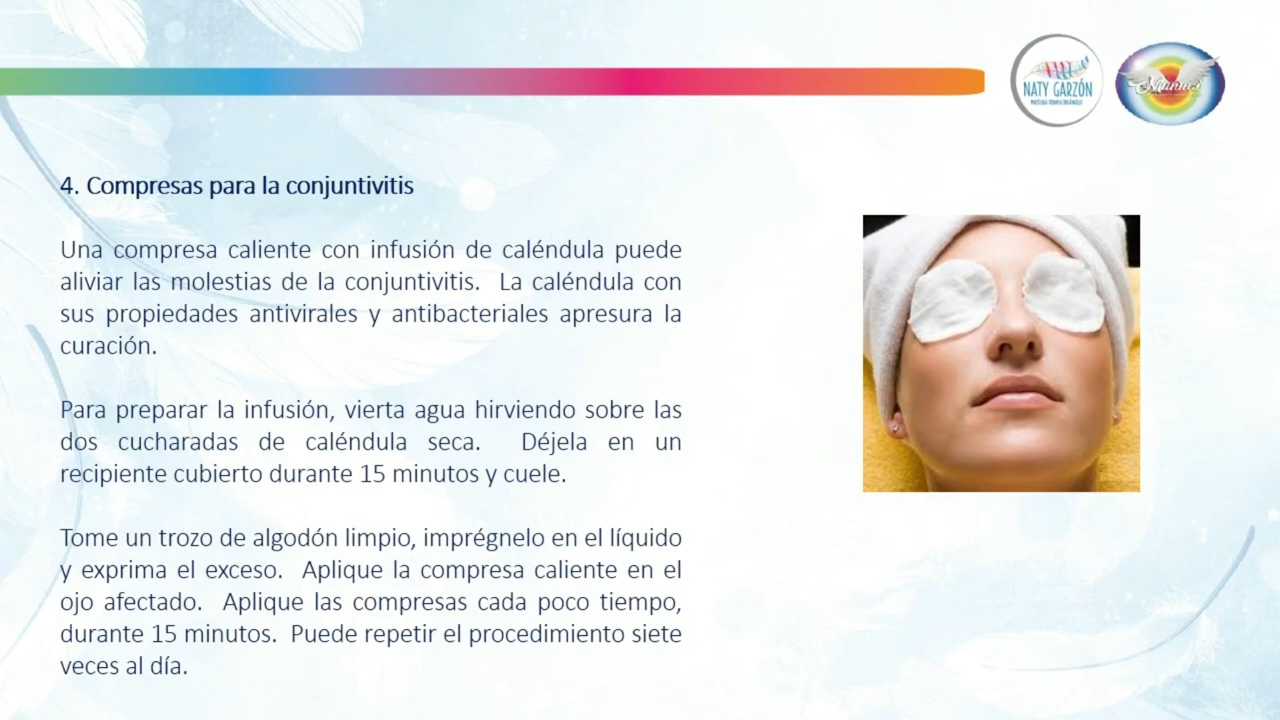 NATY GARZÓN
4. Compresas para la conjuntivitis
Una compresa caliente con infusión de caléndula puede
aliviar las molestias de la conjuntivitis. La caléndula con
sus propiedades antivirales y antibacteriales apresura la
curación.
Para preparar la infusión, vierta agua hirviendo sobre las
dos cucharadas de caléndula seca. Déjela en un
recipiente cubierto durante 15 minutos y cuele.
Tome un trozo de algodón limpio, imprégnelo en el líquido
y exprima el exceso. Aplique la compresa caliente en el
ojo afectado. Aplique las compresas cada poco tiempo,
durante 15 minutos. Puede repetir el procedimiento siete
veces al día.